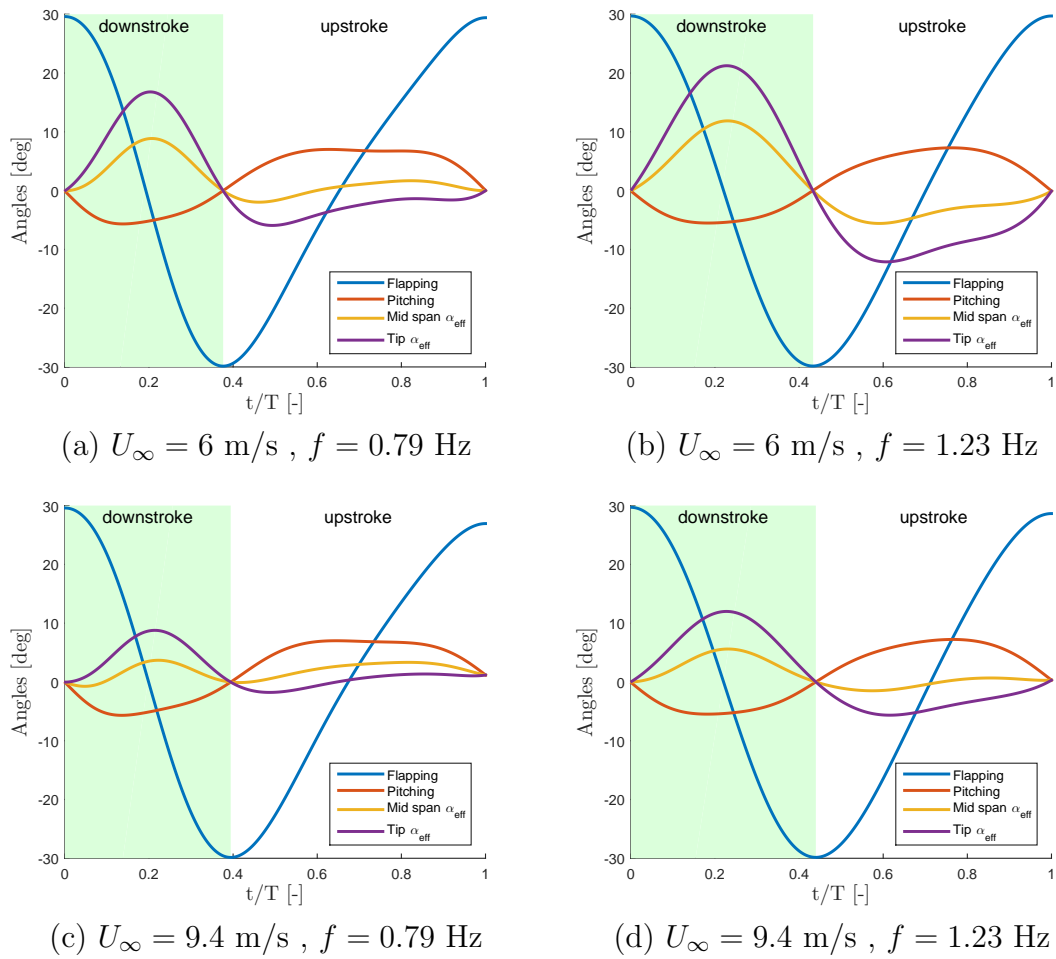 downstroke upstroke
30
20
10
0
-10
-20
-30
Angles [deg]
Flapping
Pitching
Mid span α_eff
Tip α_eff
0 0.2 0.4 0.6 0.8 1
t/T [-]
(a) U∞ = 6 m/s , f = 0.79 Hz
downstroke upstroke
30
20
10
0
-10
-20
-30
Angles [deg]
Flapping
Pitching
Mid span α_eff
Tip α_eff
0 0.2 0.4 0.6 0.8 1
t/T [-]
(b) U∞ = 6 m/s , f = 1.23 Hz
downstroke upstroke
30
20
10
0
-10
-20
-30
Angles [deg]
Flapping
Pitching
Mid span α_eff
Tip α_eff
0 0.2 0.4 0.6 0.8 1
t/T [-]
(c) U∞ = 9.4 m/s , f = 0.79 Hz
downstroke upstroke
30
20
10
0
-10
-20
-30
Angles [deg]
Flapping
Pitching
Mid span α_eff
Tip α_eff
0 0.2 0.4 0.6 0.8 1
t/T [-]
(d) U∞ = 9.4 m/s , f = 1.23 Hz